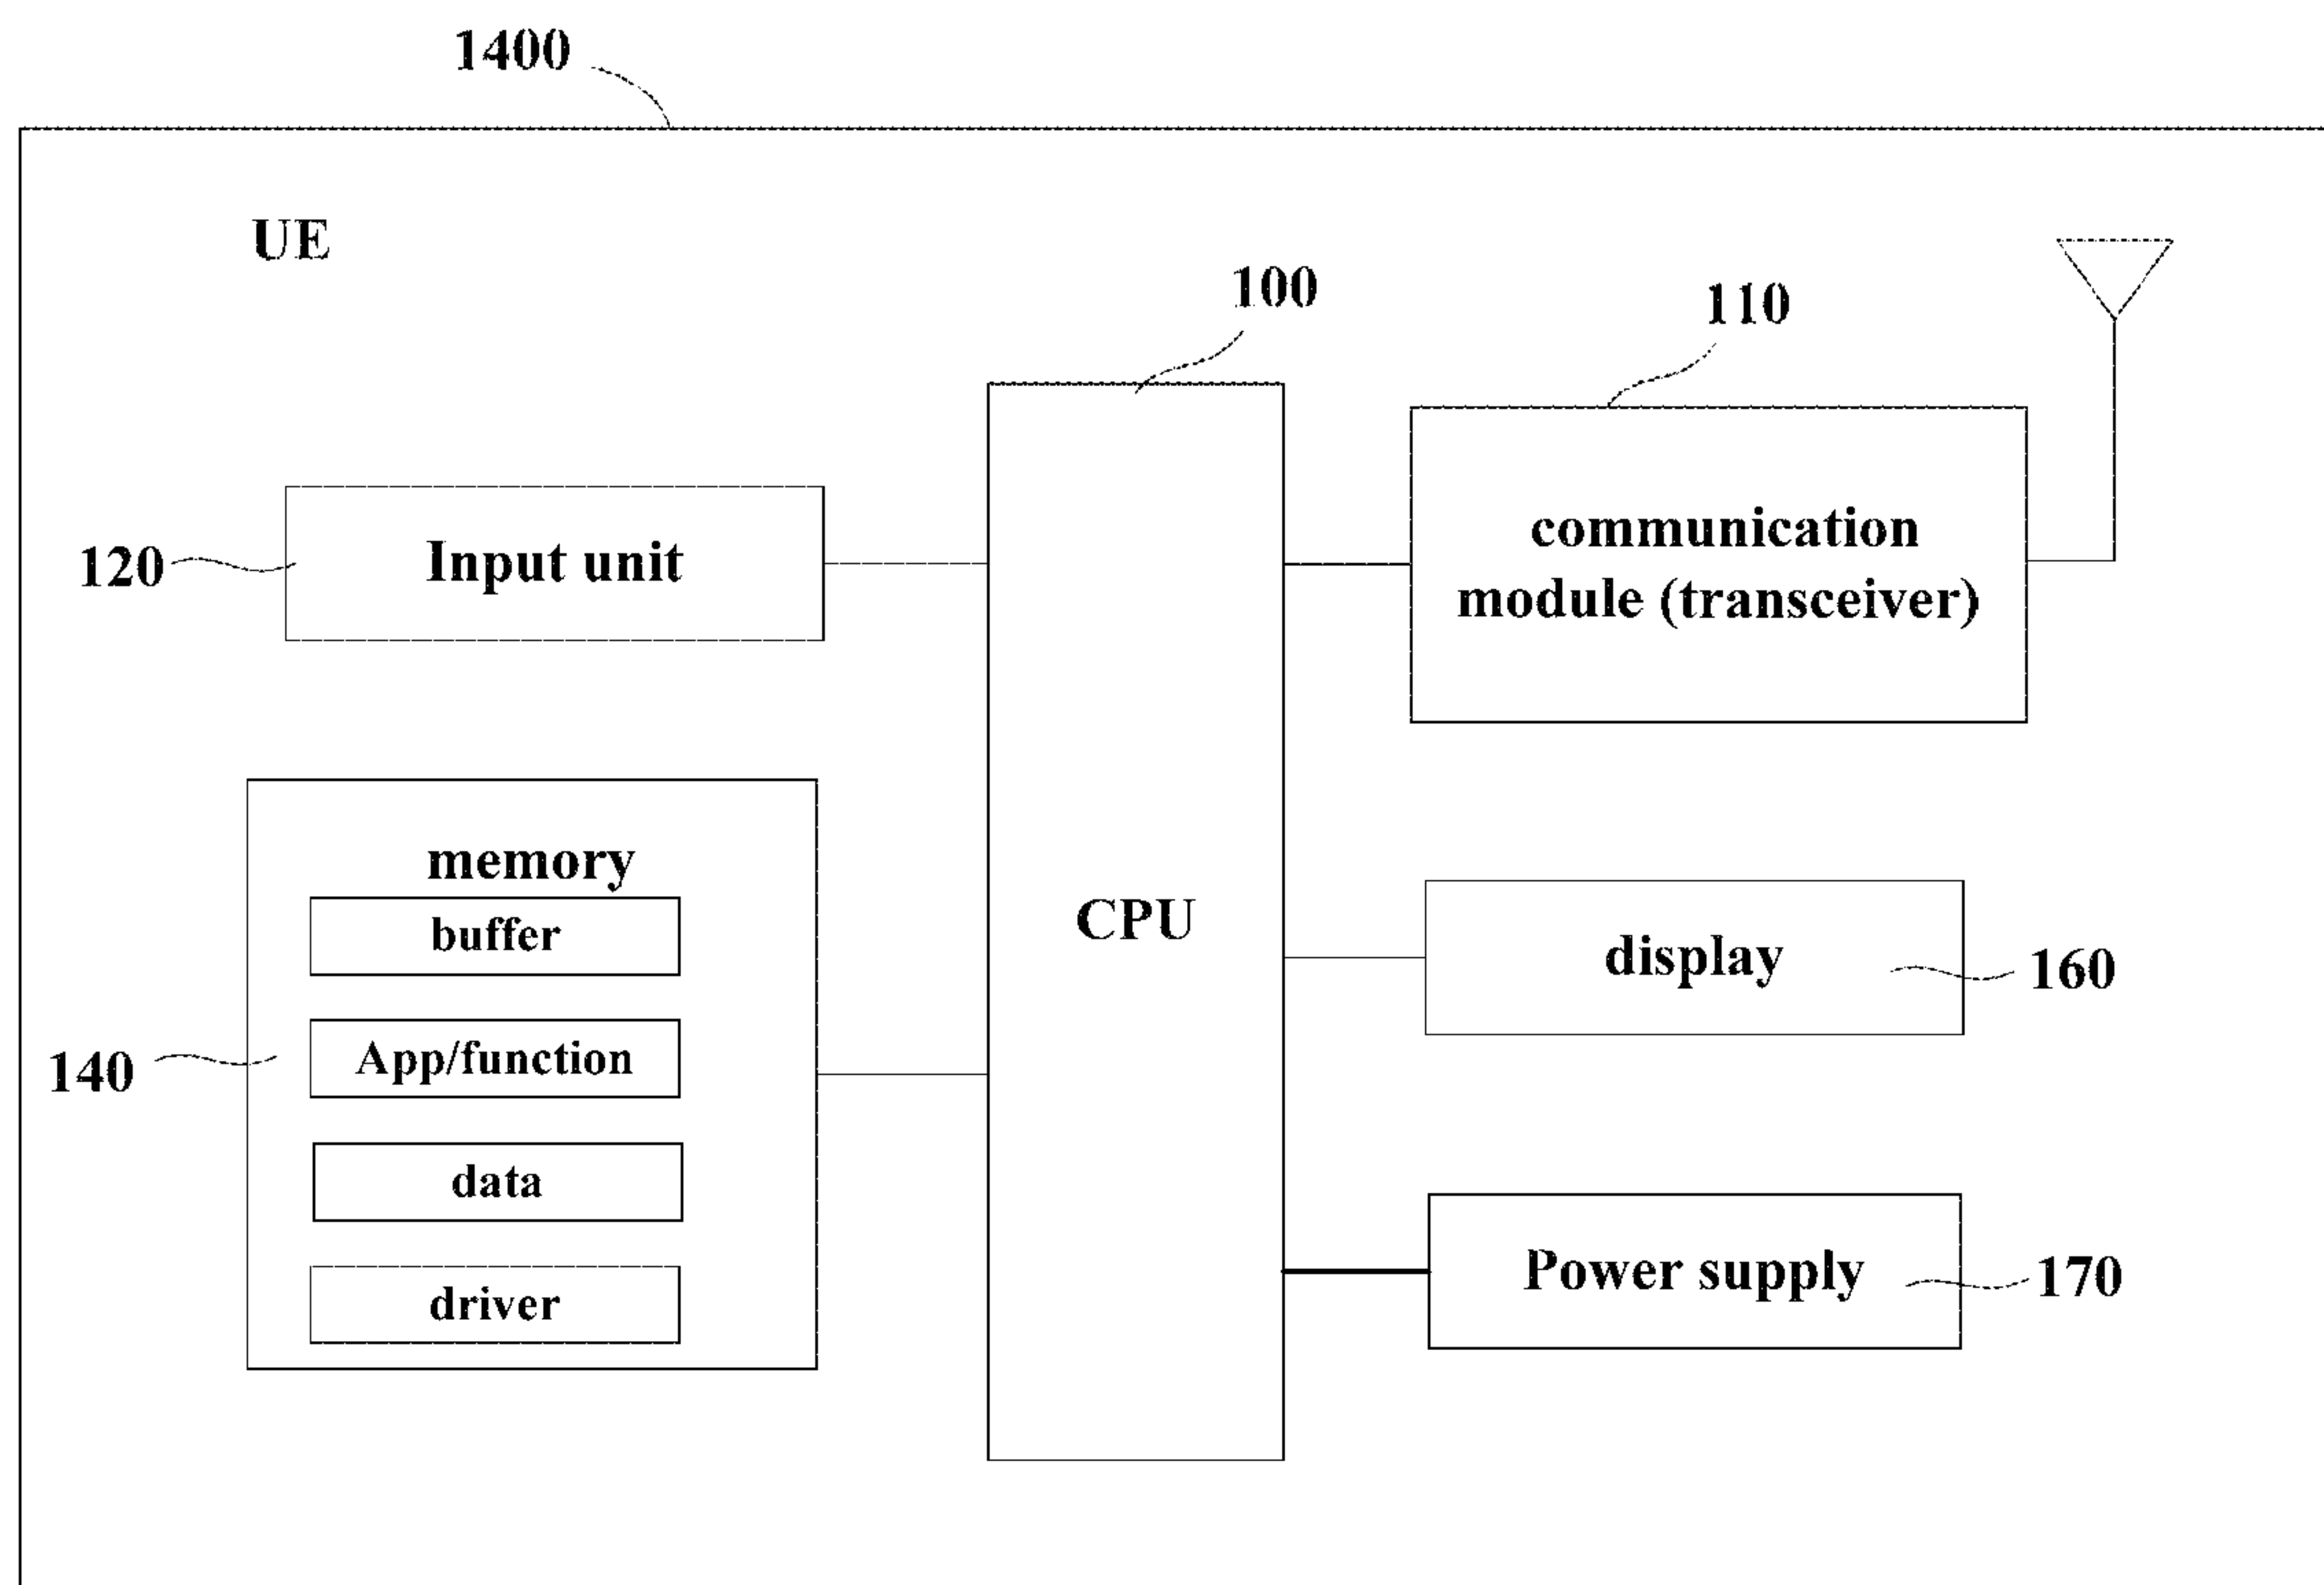 1400
UE
100
110
120
Input unit
communication
module (transceiver)
memory
buffer
CPU
display
160
140
App/function
data
Power supply
170
driver